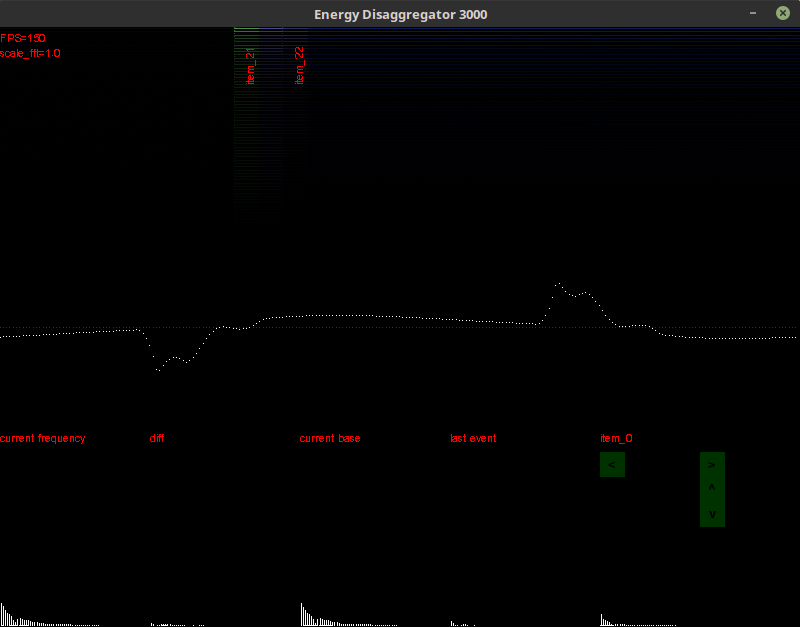 Energy Disaggregator 3000
FPS=150
scale_fft=1.0
item_21
item_22
current frequency
diff
current base
last event
item_0
<
>
^
v